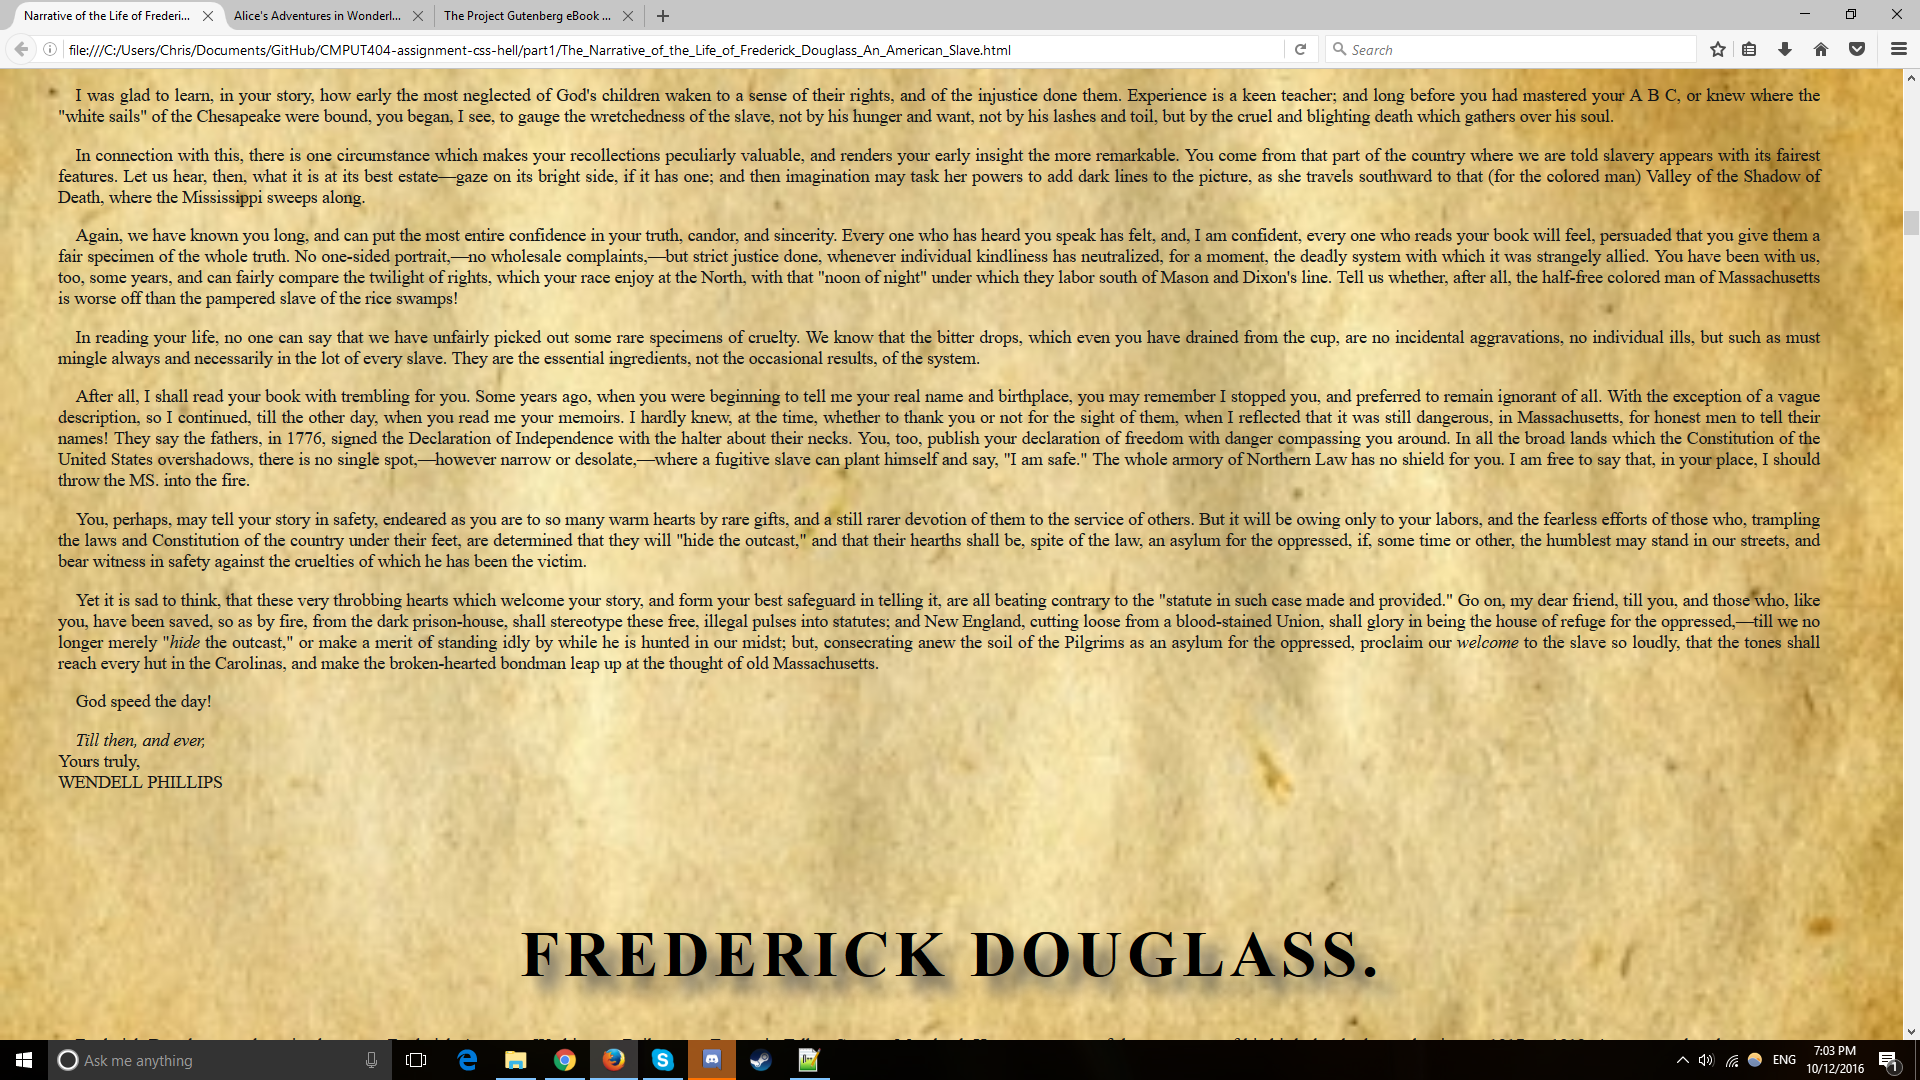 Narrative of the Life of Frederi...
Alice's Adventures in Wonderl...
The Project Gutenberg eBook ...
file:///C:/Users/Chris/Documents/GitHub/CMPUT404-assignment-css-hell/part1/The_Narrative_of_the_Life_of_Frederick_Douglass_An_American_Slave.html
Search
I was glad to learn, in your story, how early the most neglected of God's children waken to a sense of their rights, and of the injustice done them. Experience is a keen teacher; and long before you had mastered your A B C, or knew where the
"white sails" of the Chesapeake were bound, you began, I see, to gauge the wretchedness of the slave, not by his hunger and want, not by his lashes and toil, but by the cruel and blighting death which gathers over his soul.
In connection with this, there is one circumstance which makes your recollections peculiarly valuable, and renders your early insight the more remarkable. You come from that part of the country where we are told slavery appears with its fairest
features. Let us hear, then, what it is at its best estate—gaze on its bright side, if it has one; and then imagination may task her powers to add dark lines to the picture, as she travels southward to that (for the colored man) Valley of the Shadow of
Death, where the Mississippi sweeps along.
Again, we have known you long, and can put the most entire confidence in your truth, candor, and sincerity. Every one who has heard you speak has felt, and, I am confident, every one who reads your book will feel, persuaded that you give them a
fair specimen of the whole truth. No one-sided portrait,—no wholesale complaints,—but strict justice done, whenever individual kindliness has neutralized, for a moment, the deadly system with which it was strangely allied. You have been with us,
too, some years, and can fairly compare the twilight of rights, which your race enjoy at the North, with that "noon of night" under which they labor south of Mason and Dixon's line. Tell us whether, after all, the half-free colored man of Massachusetts
is worse off than the pampered slave of the rice swamps!
In reading your life, no one can say that we have unfairly picked out some rare specimens of cruelty. We know that the bitter drops, which even you have drained from the cup, are no incidental aggravations, no individual ills, but such as must
mingle always and necessarily in the lot of every slave. They are the essential ingredients, not the occasional results, of the system.
After all, I shall read your book with trembling for you. Some years ago, when you were beginning to tell me your real name and birthplace, you may remember I stopped you, and preferred to remain ignorant of all. With the exception of a vague
description, so I continued, till the other day, when you read me your memoirs. I hardly knew, at the time, whether to thank you or not for the sight of them, when I reflected that it was still dangerous, in Massachusetts, for honest men to tell their
names! They say the fathers, in 1776, signed the Declaration of Independence with the halter about their necks. You, too, publish your declaration of freedom with danger compassing you around. In all the broad lands which the Constitution of the
United States overshadows, there is no single spot,—however narrow or desolate,—where a fugitive slave can plant himself and say, "I am safe." The whole armory of Northern Law has no shield for you. I am free to say that, in your place, I should
throw the MS. into the fire.
You, perhaps, may tell your story in safety, endeared as you are to so many warm hearts by rare gifts, and a still rarer devotion of them to the service of others. But it will be owing only to your labors, and the fearless efforts of those who, trampling
the laws and Constitution of the country under their feet, are determined that they will "hide the outcast," and that their hearths shall be, spite of the law, an asylum for the oppressed, if, some time or other, the humblest may stand in our streets, and
bear witness in safety against the cruelties of which he has been the victim.
Yet it is sad to think, that these very throbbing hearts which welcome your story, and form your best safeguard in telling it, are all beating contrary to the "statute in such case made and provided." Go on, my dear friend, till you, and those who, like
you, have been saved, so as by fire, from the dark prison-house, shall stereotype these free, illegal pulses into statutes; and New England, cutting loose from a blood-stained Union, shall glory in being the house of refuge for the oppressed,—till we no
longer merely "hide the outcast," or make a merit of standing idly by while he is hunted in our midst; but, consecrating anew the soil of the Pilgrims as an asylum for the oppressed, proclaim our welcome to the slave so loudly, that the tones shall
reach every hut in the Carolinas, and make the broken-hearted bondman leap up at the thought of old Massachusetts.
God speed the day!
Till then, and ever,
Yours truly,
WENDELL PHILLIPS
FREDERICK DOUGLASS.
Ask me anything
ENG
7:03 PM
10/12/2016
1